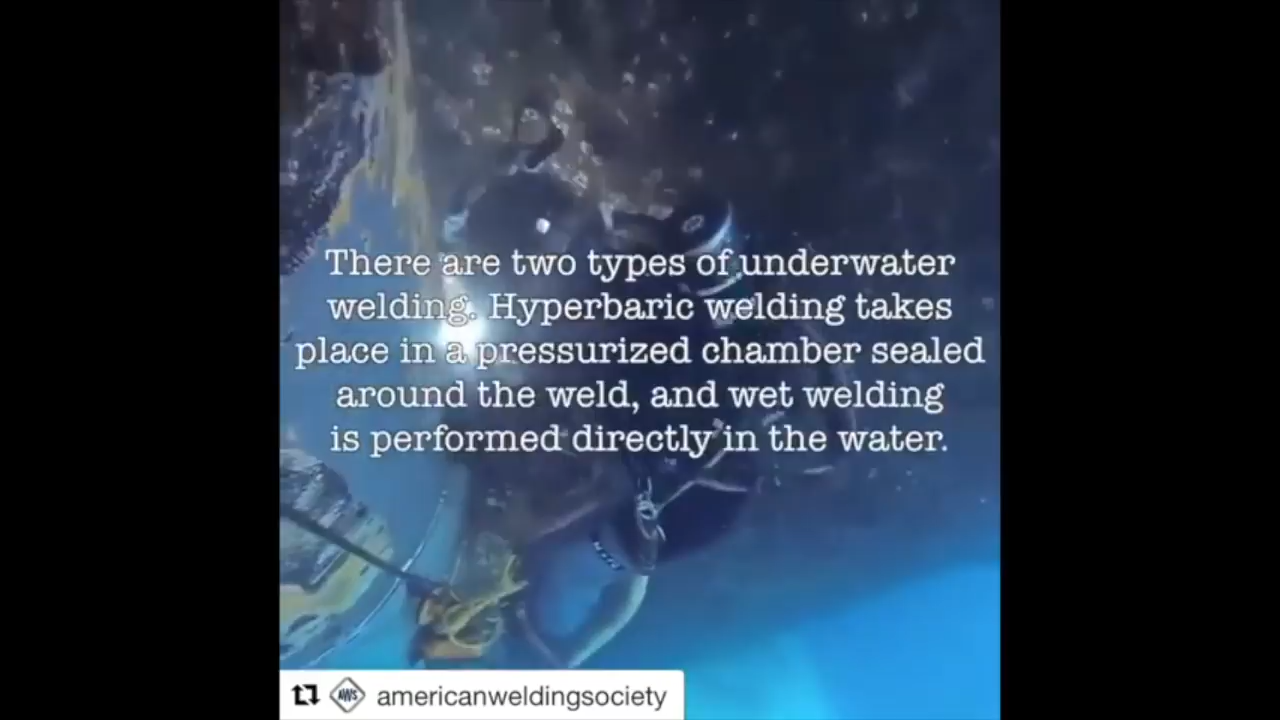 There are two types of underwater
welding. Hyperbaric welding takes
place in a pressurized chamber sealed
around the weld, and wet welding
is performed directly in the water.
AWS americanweldingsociety